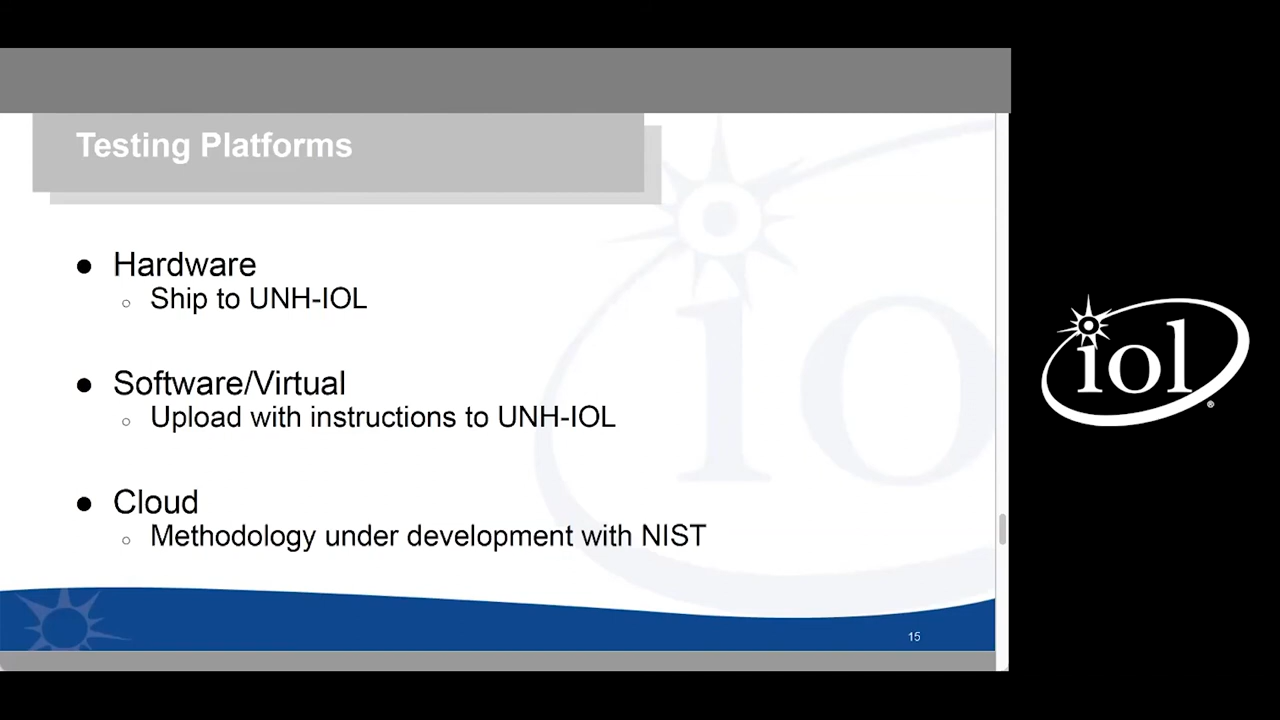 Testing Platforms
● Hardware
○ Ship to UNH-IOL
● Software/Virtual
○ Upload with instructions to UNH-IOL
● Cloud
○ Methodology under development with NIST
15
iol
iol®